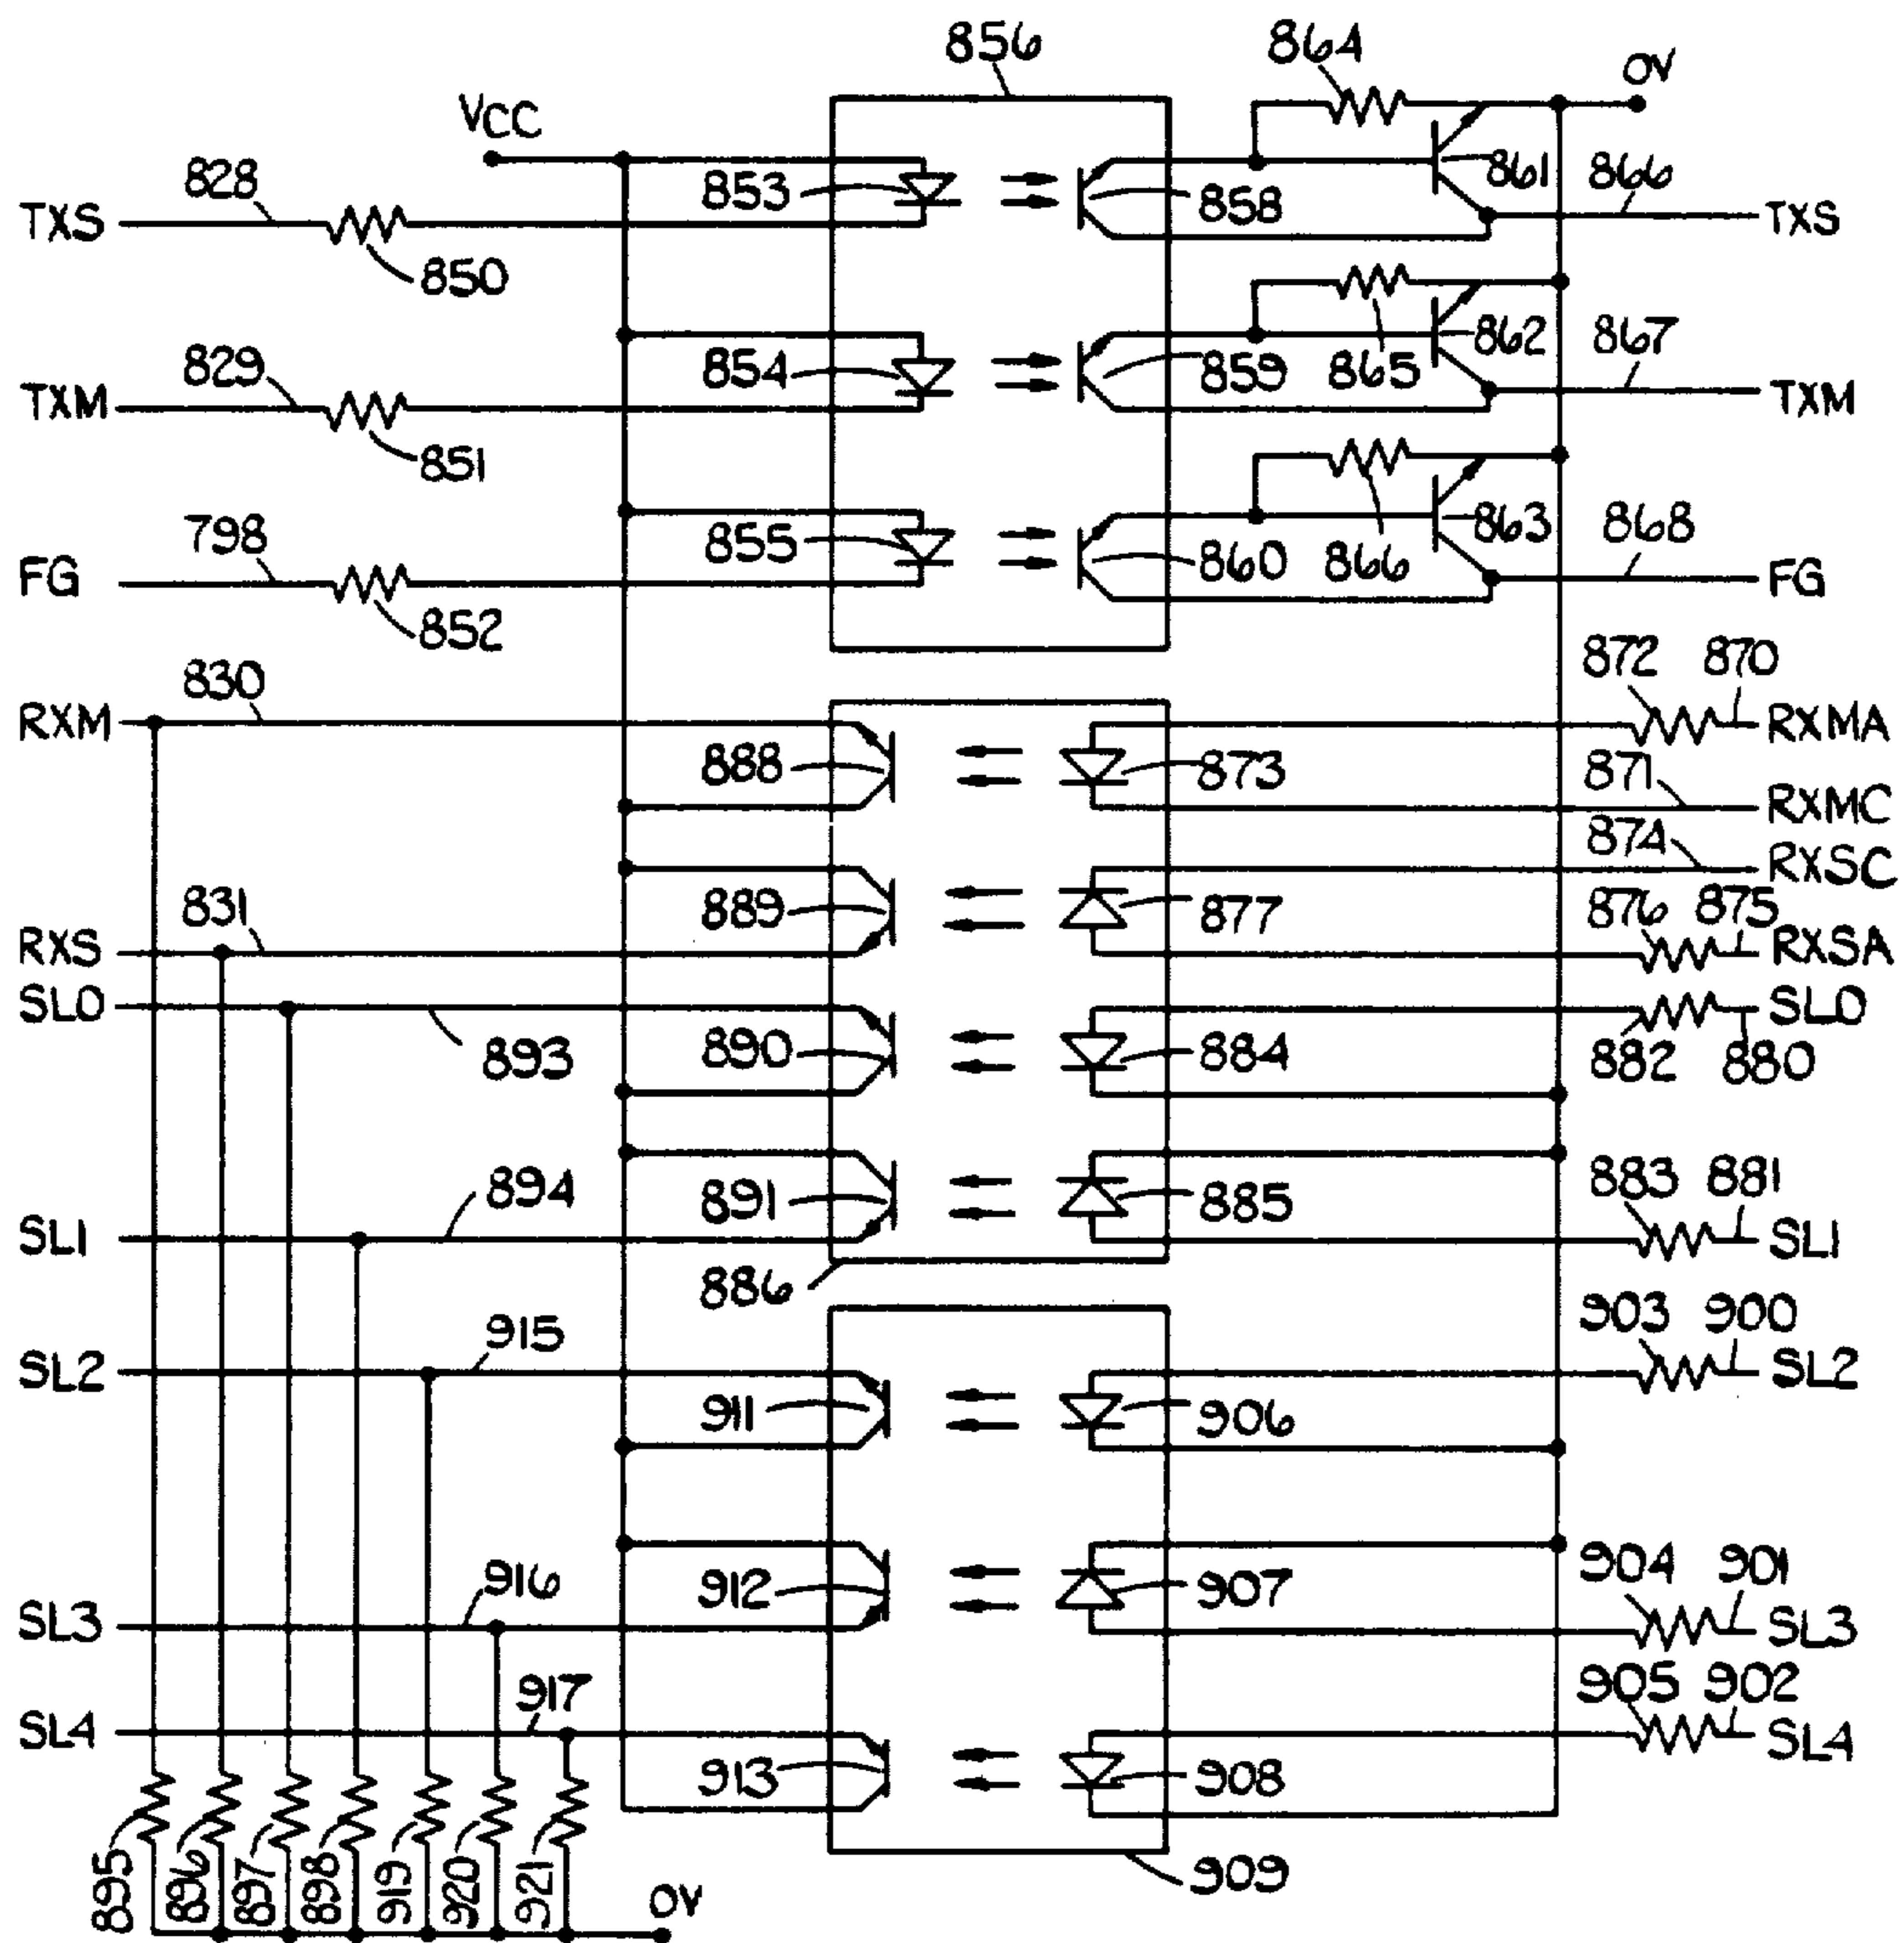 856
864
0V
VCC
828
853
858
861
866
TXS
TXS
850
829
854
859
865
862
867
TXM
TXM
851
798
855
860
866
863
868
FG
FG
852
872
870
830
RXM
RXMA
888
873
871
RXMC
874
RXSC
831
889
877
876
875
RXS
RXSA
SL0
SL0
893
890
884
882
880
894
891
885
883
881
SL1
SL1
886
903
900
915
SL2
SL2
911
906
916
912
907
904
901
SL3
SL3
917
905
902
SL4
SL4
913
908
895
896
897
898
919
920
921
0V
909